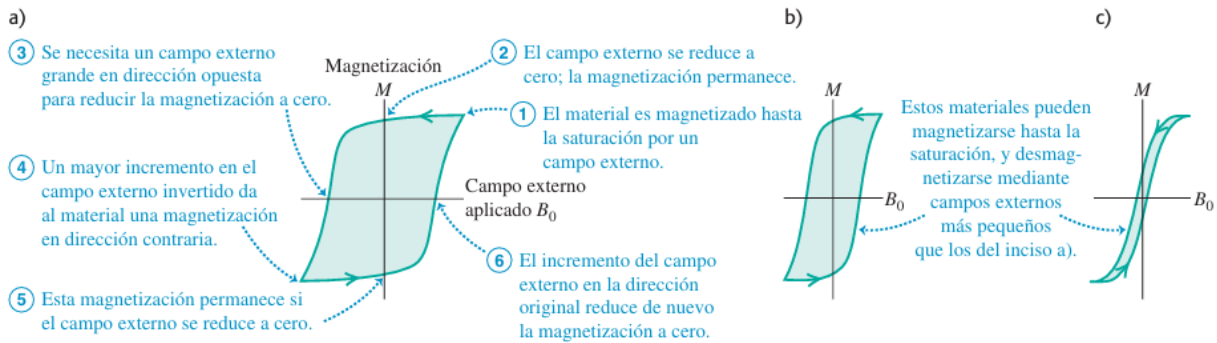 a)
3 Se necesita un campo externo
grande en dirección opuesta
para reducir la magnetización a cero.
Magnetización
M
2 El campo externo se reduce a
cero; la magnetización permanece.
1 El material es magnetizado hasta
la saturación por un
campo externo.
4 Un mayor incremento en el
campo externo invertido da
al material una magnetización
en dirección contraria.
Campo externo
aplicado B₀
5 Esta magnetización permanece si
el campo externo se reduce a cero.
6 El incremento del campo
externo en la dirección
original reduce de nuevo
la magnetización a cero.
b)
M
B₀
Estos materiales pueden
magnetizarse hasta la
saturación, y desmag-
netizarse mediante
campos externos
más pequeños
que los del inciso a).
c)
M
B₀